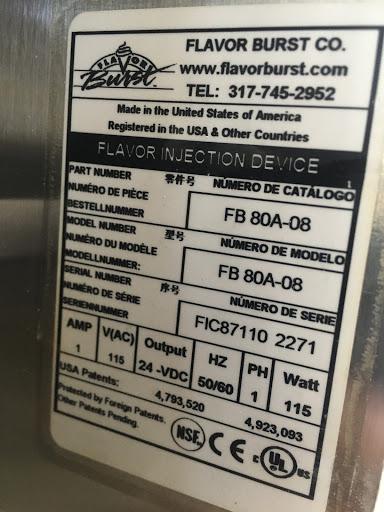 FLAVOR
Burst
FLAVOR BURST CO.
www.flavorburst.com
TEL: 317-745-2952
Made in the United States of America
Registered in the USA & Other Countries
FLAVOR INJECTION DEVICE
PART NUMBER 零件号 NÚMERO DE CATÁLOGO
NUMÉRO DE PIÈCE
BESTELLNUMMER
FB 80A-08
MODEL NUMBER 型号 NÚMERO DE MODELO
NUMÉRO DU MODÈLE
MODELLNUMMER:
FB 80A-08
SERIAL NUMBER 序号 NÚMERO DE SERIE
NUMÉRO DE SÉRIE
SERIENNUMMER
FIC87110 2271
AMP V(AC) Output HZ PH Watt
1 115 24 -VDC 50/60 1 115
USA Patents: 4,793,520 4,923,093
Protected by Foreign Patents.
Other Patents Pending.
NSF. CE c UL us